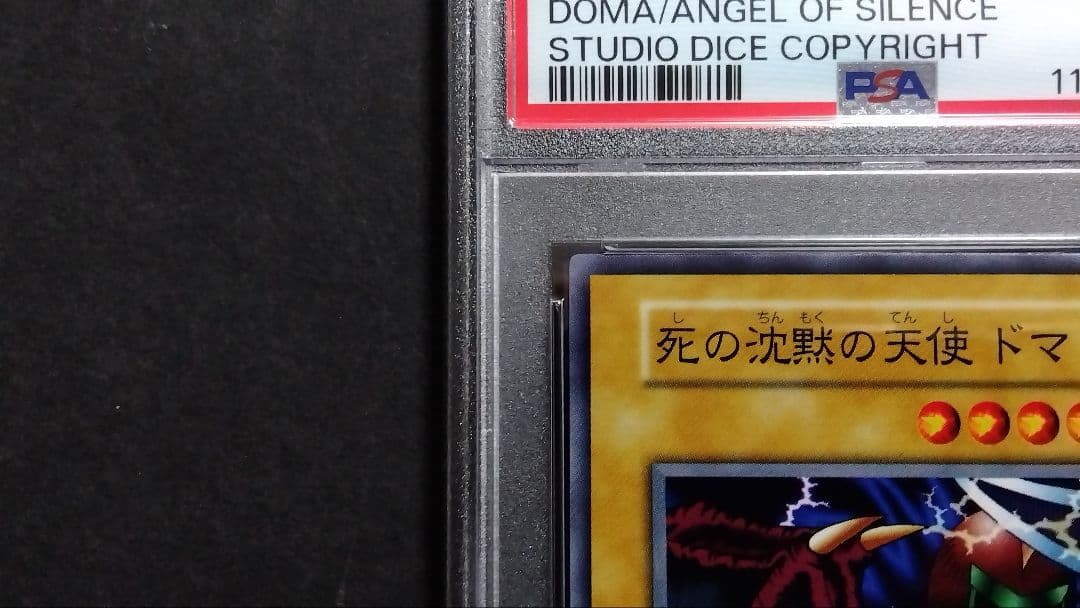 DOMA/ANGEL OF SILENCE
STUDIO DICE COPYRIGHT
PSA
11
し ちん もく てん し
死の沈黙の天使 ドマ